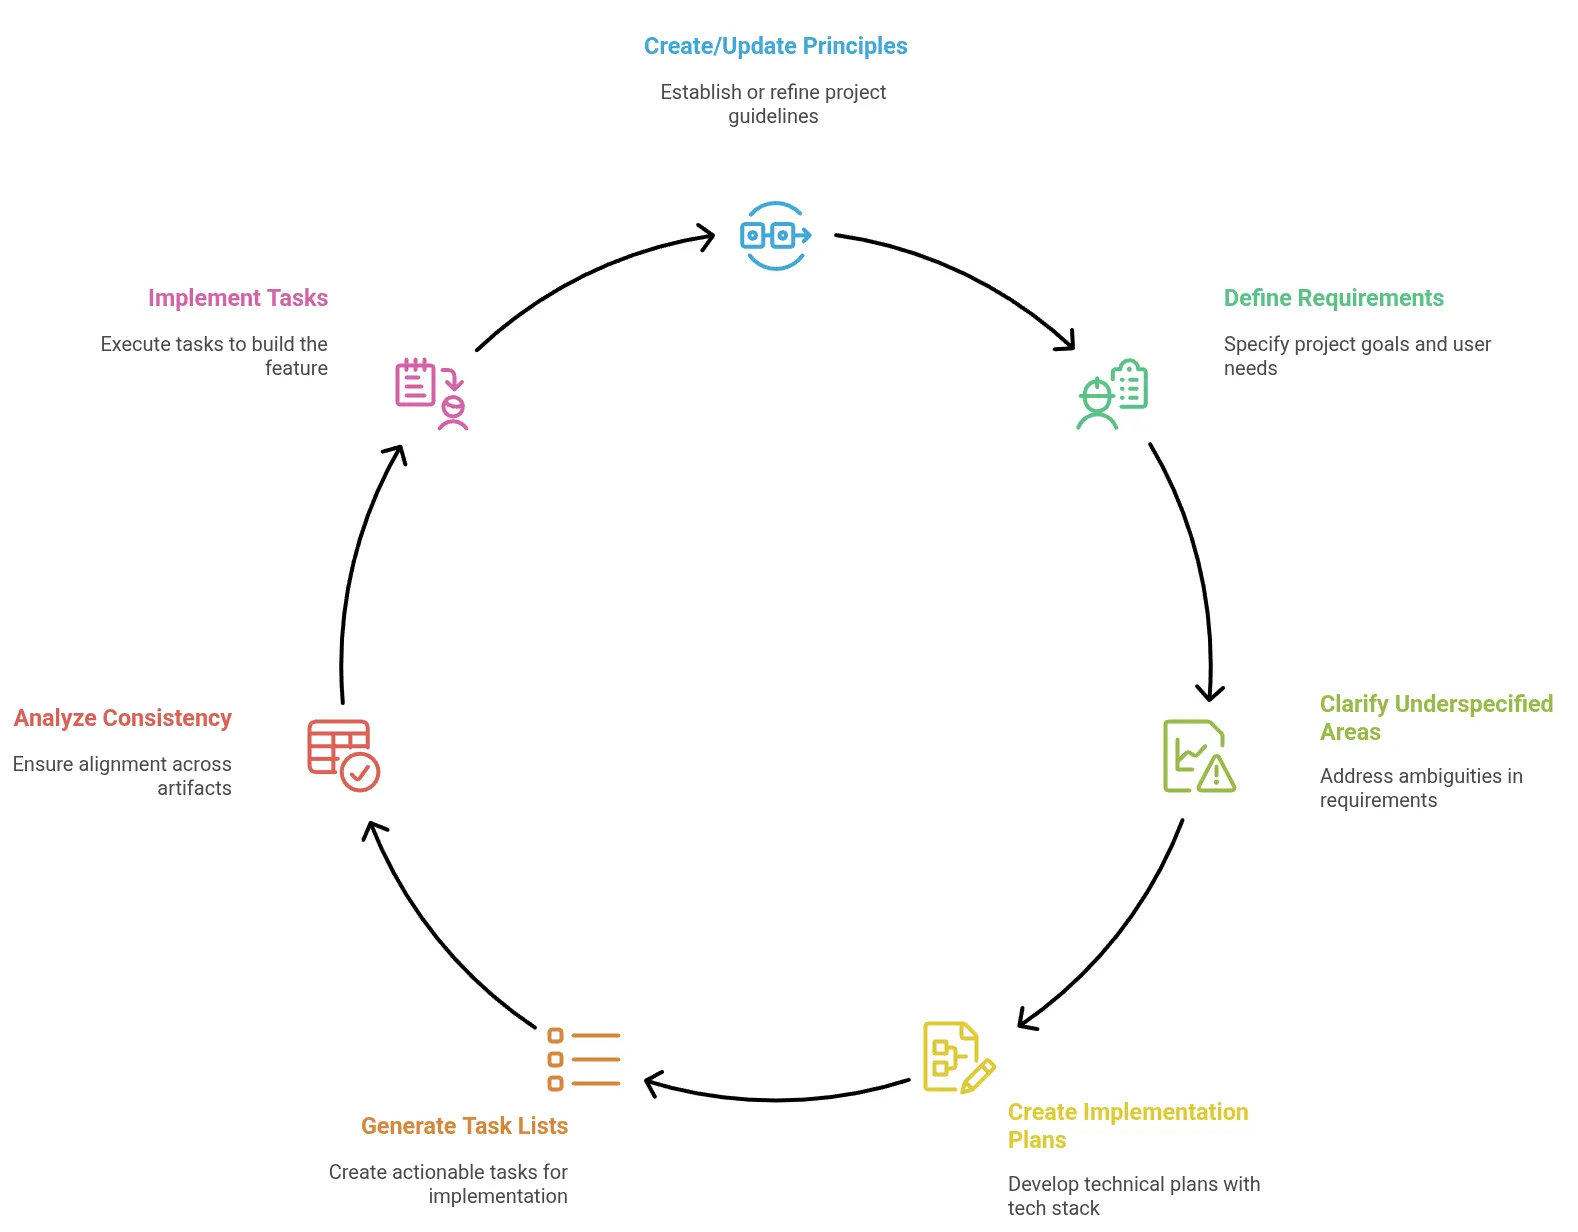 Create/Update Principles
Establish or refine project
guidelines
Define Requirements
Specify project goals and user
needs
Clarify Underspecified
Areas
Address ambiguities in
requirements
Create Implementation
Plans
Develop technical plans with
tech stack
Generate Task Lists
Create actionable tasks for
implementation
Analyze Consistency
Ensure alignment across
artifacts
Implement Tasks
Execute tasks to build the
feature